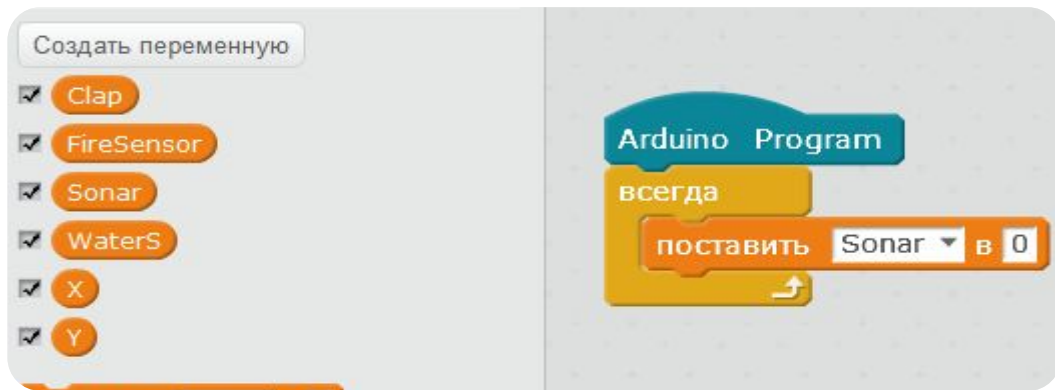 Создать переменную
Clap
FireSensor
Sonar
WaterS
X
Y
Arduino Program
всегда
поставить Sonar в 0